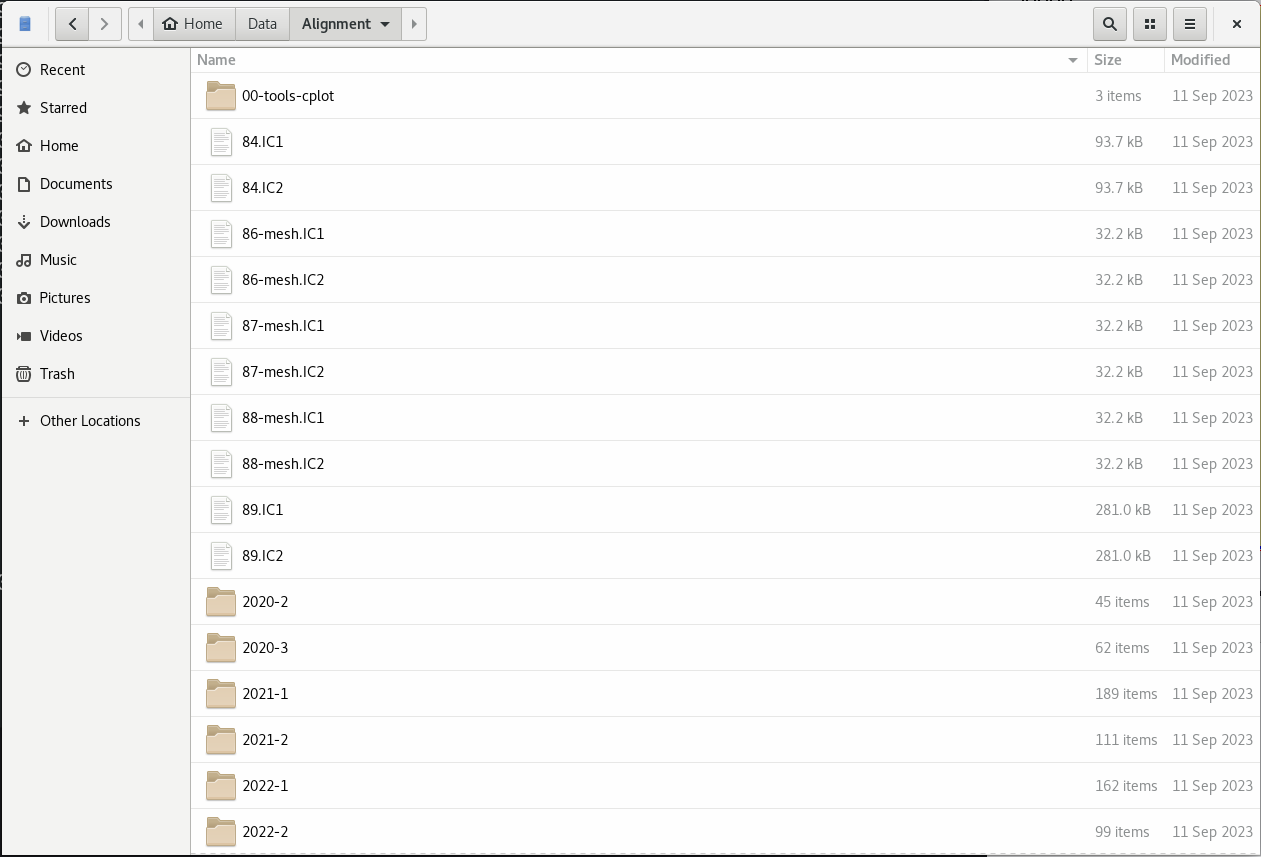 Home Data Alignment
Name Size Modified
Recent
Starred
Home
Documents
Downloads
Music
Pictures
Videos
Trash
Other Locations
00-tools-cplot 3 items 11 Sep 2023
84.IC1 93.7 kB 11 Sep 2023
84.IC2 93.7 kB 11 Sep 2023
86-mesh.IC1 32.2 kB 11 Sep 2023
86-mesh.IC2 32.2 kB 11 Sep 2023
87-mesh.IC1 32.2 kB 11 Sep 2023
87-mesh.IC2 32.2 kB 11 Sep 2023
88-mesh.IC1 32.2 kB 11 Sep 2023
88-mesh.IC2 32.2 kB 11 Sep 2023
89.IC1 281.0 kB 11 Sep 2023
89.IC2 281.0 kB 11 Sep 2023
2020-2 45 items 11 Sep 2023
2020-3 62 items 11 Sep 2023
2021-1 189 items 11 Sep 2023
2021-2 111 items 11 Sep 2023
2022-1 162 items 11 Sep 2023
2022-2 99 items 11 Sep 2023